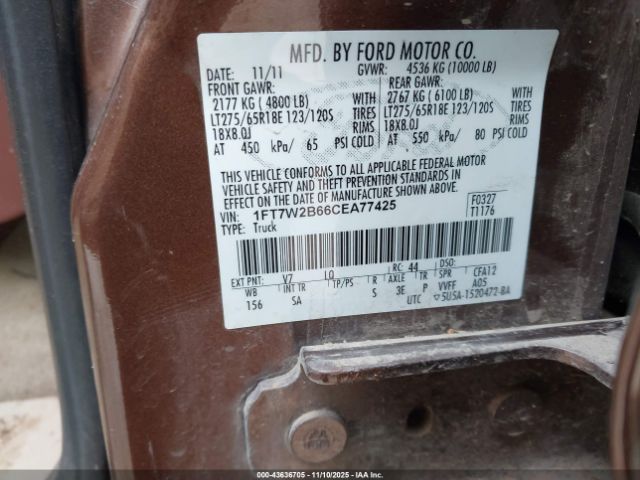 MFD. BY FORD MOTOR CO.
DATE: 11/11 GVWR: 4536 KG (10000 LB)
FRONT GAWR: REAR GAWR:
2177 KG ( 4800 LB) WITH 2767 KG ( 6100 LB) WITH
LT275/65R18E 123/120S TIRES LT275/65R18E 123/120S TIRES
18X8.0J RIMS 18X8.0J RIMS
AT 450 kPa/ 65 PSI COLD AT 550 kPa/ 80 PSI COLD
THIS VEHICLE CONFORMS TO ALL APPLICABLE FEDERAL MOTOR
VEHICLE SAFETY AND THEFT PREVENTION STANDARDS IN
EFFECT ON THE DATE OF MANUFACTURE SHOWN ABOVE.
VIN: 1FT7W2B66CEA77425 F0327
TYPE: Truck T1176
EXT PNT: V7 LQ RC: 44 DSO:
WB INT TR TP/PS R AXLE TR SPR CFA12
156 SA S 3E P VVFF A05
UTC ▽5USA-1520472-BA
000-43636705 11/10/2025 IAA Inc.